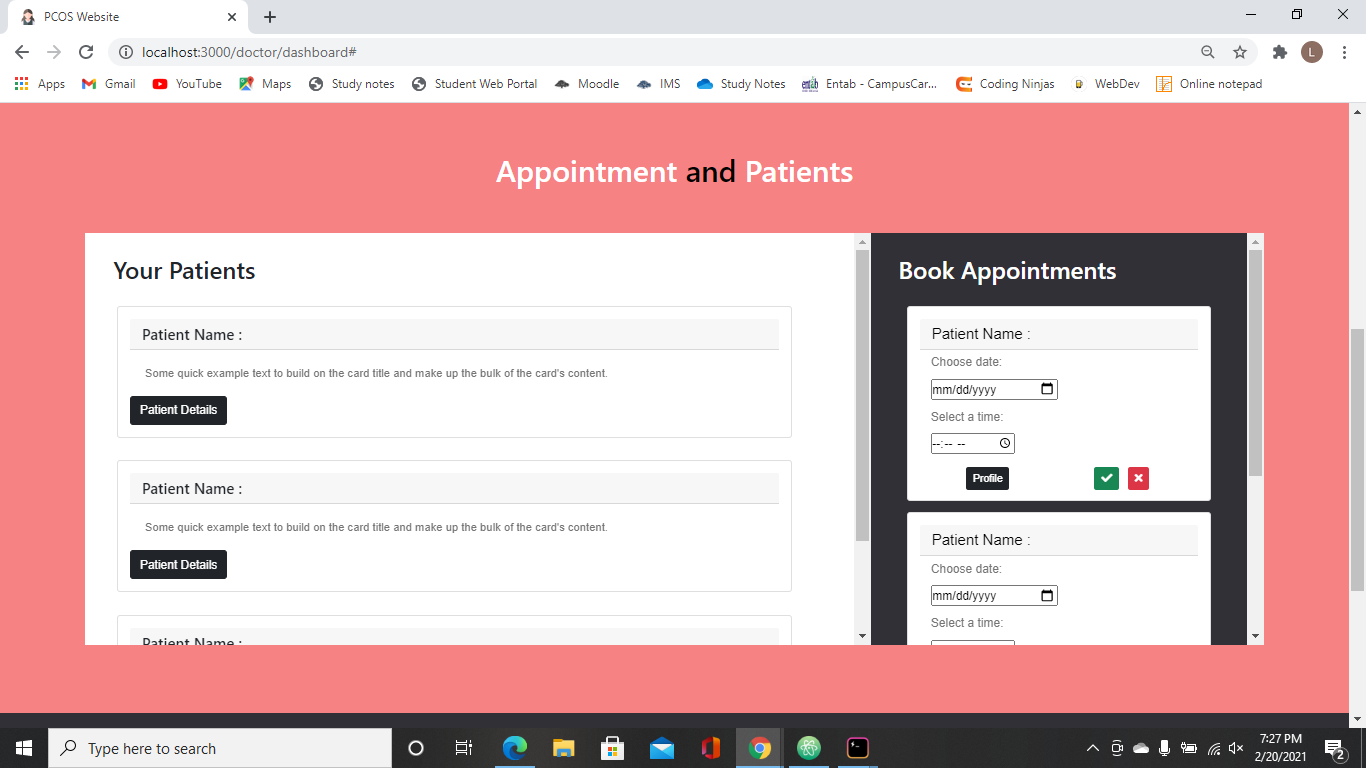 PCOS Website
localhost:3000/doctor/dashboard#
L
Apps Gmail YouTube Maps Study notes Student Web Portal Moodle IMS Study Notes Entab - CampusCar... Coding Ninjas WebDev Online notepad
Appointment and Patients
Your Patients
Patient Name :
Some quick example text to build on the card title and make up the bulk of the card's content.
Patient Details
Patient Name :
Some quick example text to build on the card title and make up the bulk of the card's content.
Patient Details
Patient Name :
Book Appointments
Patient Name :
Choose date:
mm/dd/yyyy
Select a time:
--:-- --
Profile
Patient Name :
Choose date:
mm/dd/yyyy
Select a time:
Type here to search
7:27 PM
2/20/2021
2